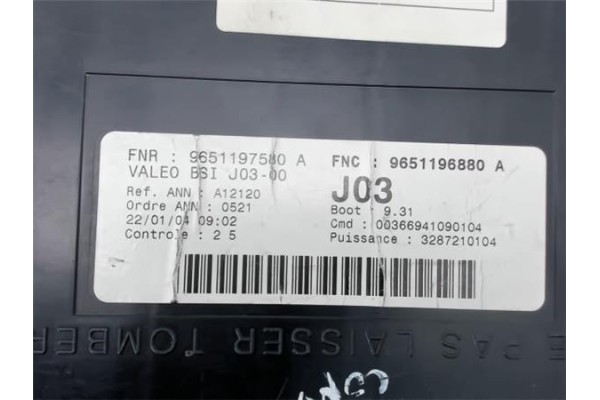 FNR : 9651197580 A
FNC : 9651196880 A
VALEO BSI J03-00
J03
Ref. ANN : A12120
Ordre ANN : 0521
Boot : 9.31
22/01/04 09:02
Cmd : 00366941090104
Controle : 2 5
Puissance : 3287210104
E PAS LAISSER TOMBER